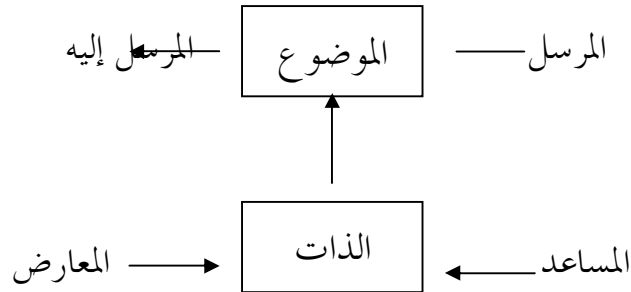 المرسل الموضوع المرسل إليه
المساعد الذات المعارض